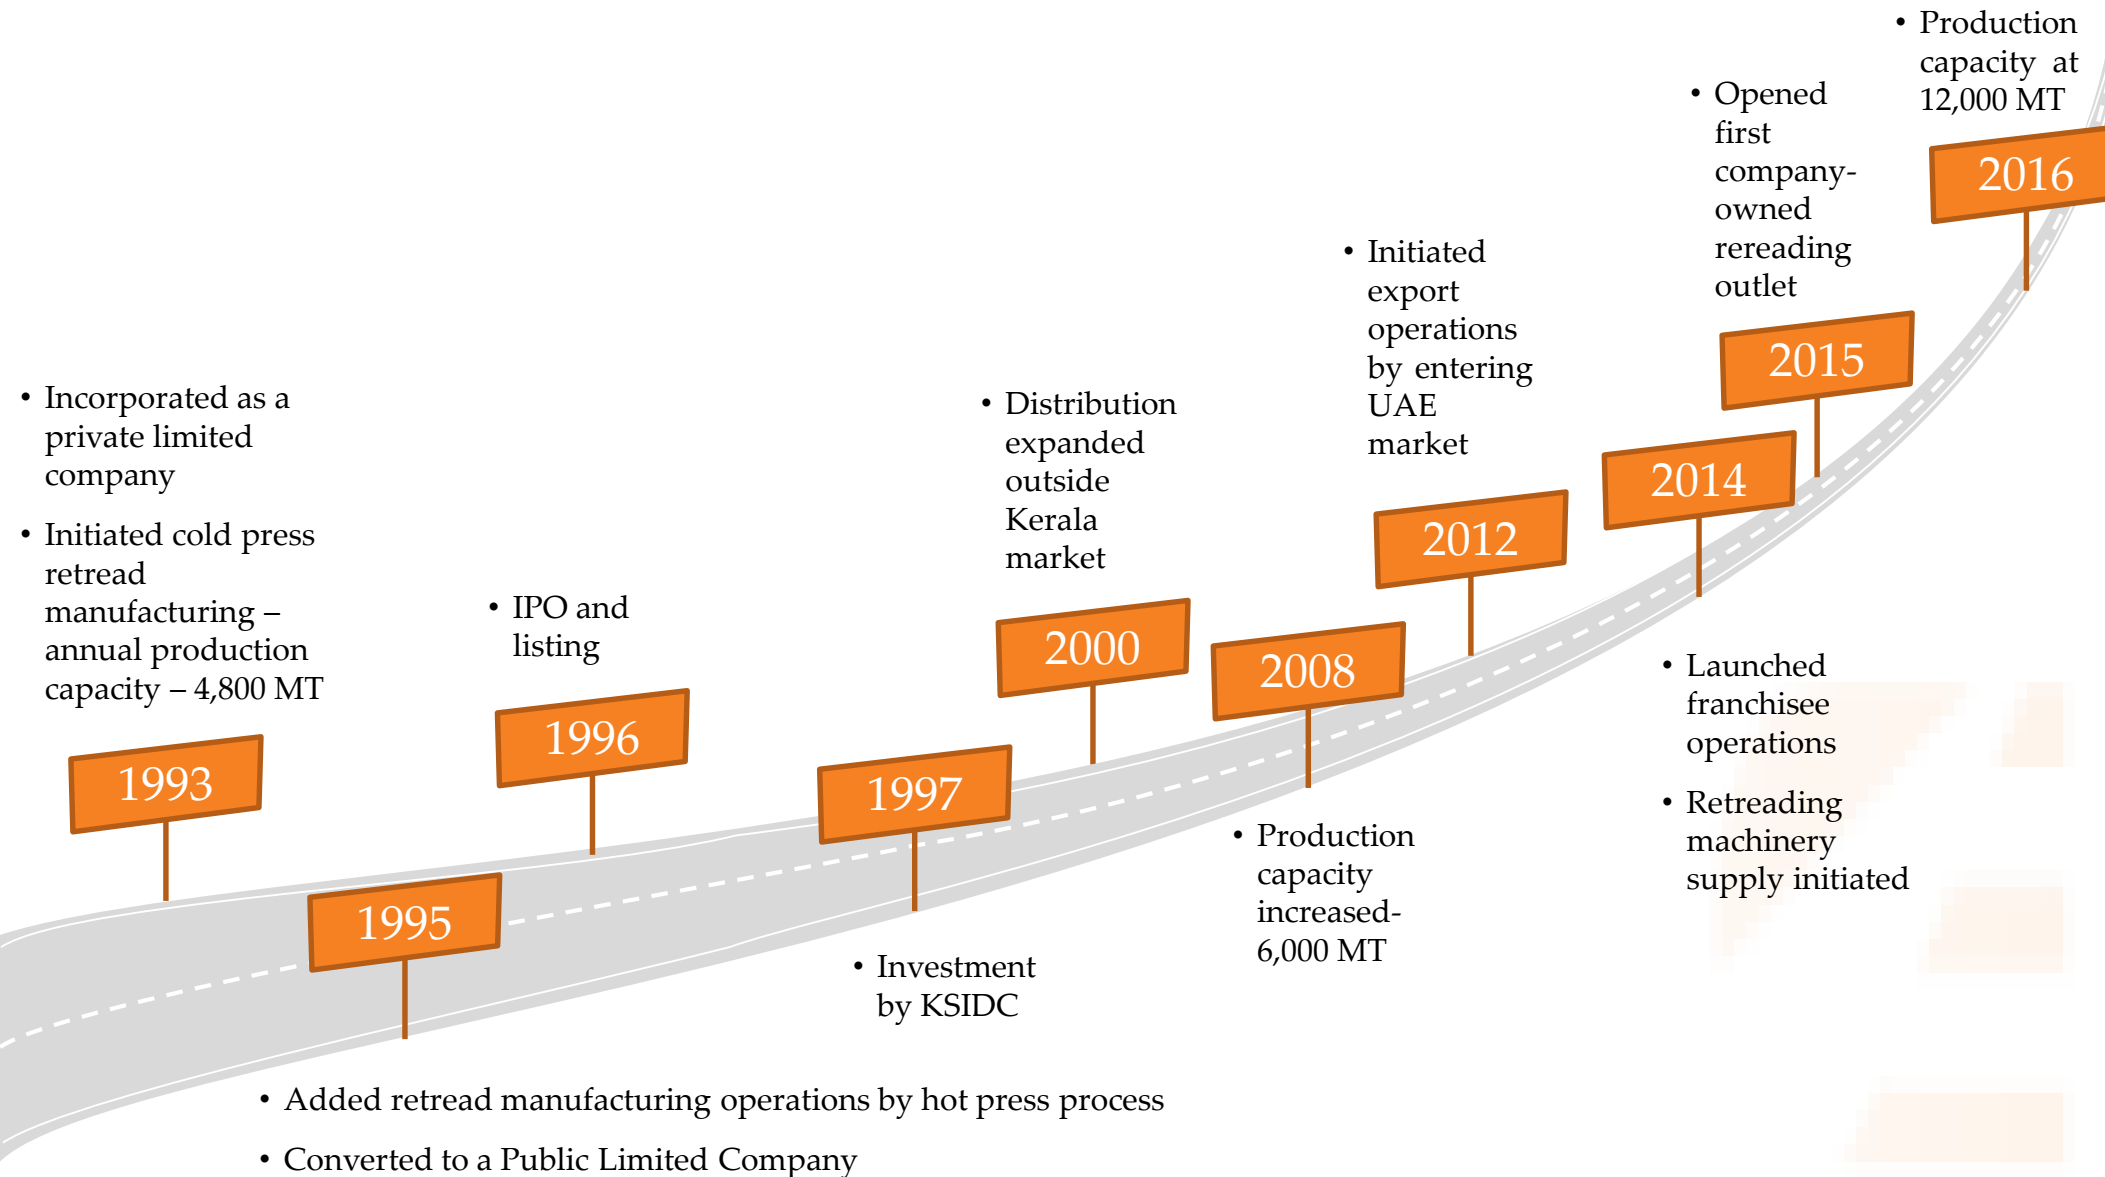 • Incorporated as a
private limited
company
• Initiated cold press
retread
manufacturing –
annual production
capacity – 4,800 MT
1993
1995
• Added retread manufacturing operations by hot press process
• Converted to a Public Limited Company
• IPO and
listing
1996
1997
• Investment
by KSIDC
• Distribution
expanded
outside
Kerala
market
2000
2008
• Production
capacity
increased-
6,000 MT
• Initiated
export
operations
by entering
UAE
market
2012
2014
• Launched
franchisee
operations
• Retreading
machinery
supply initiated
• Opened
first
company-
owned
rereading
outlet
2015
• Production
capacity at
12,000 MT
2016